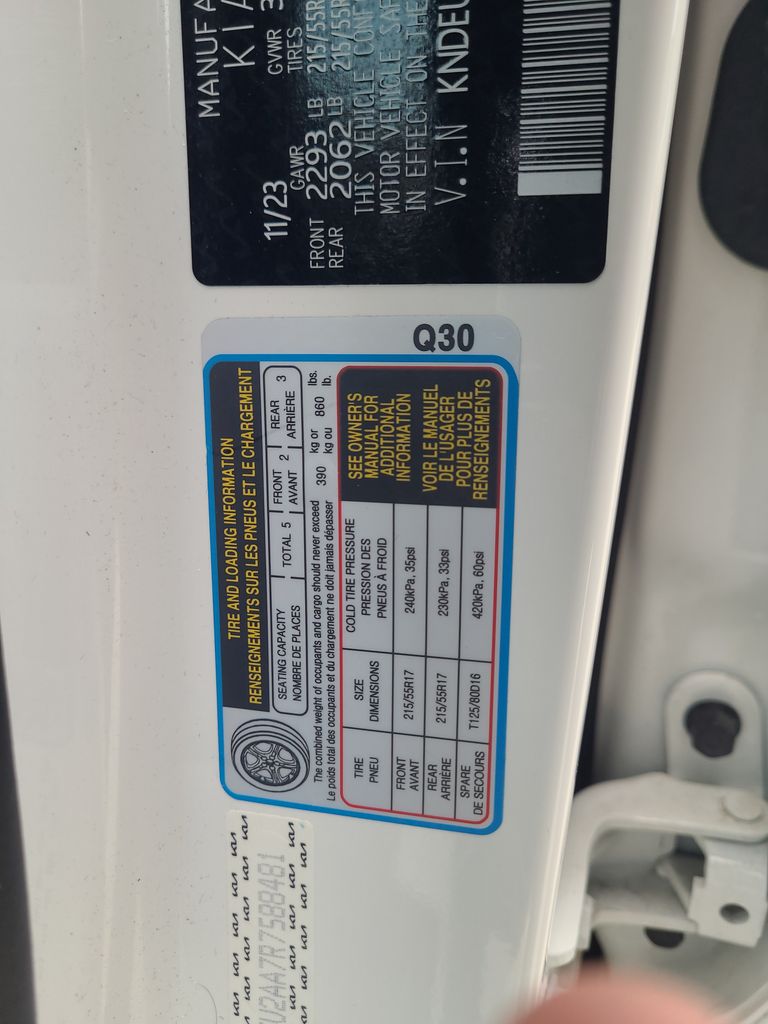 MANUFA
KIA
11/23
GVWR 3
GAWR
TIRES
FRONT 2293 LB 215/55R
REAR 2062 LB 215/55R
THIS VEHICLE CONF
MOTOR VEHICLE SAF
IN EFFECT ON THE
V.I.N KNDEU
Q30
TIRE AND LOADING INFORMATION
RENSEIGNEMENTS SUR LES PNEUS ET LE CHARGEMENT
SEATING CAPACITY
NOMBRE DE PLACES
TOTAL 5
FRONT 2
AVANT
REAR 3
ARRIÈRE
The combined weight of occupants and cargo should never exceed 390 kg or 860 lbs.
Le poids total des occupants et du chargement ne doit jamais dépasser kg ou lb.
TIRE
PNEU
SIZE
DIMENSIONS
COLD TIRE PRESSURE
PRESSION DES
PNEUS À FROID
FRONT
AVANT
215/55R17
240kPa, 35psi
REAR
ARRIÈRE
215/55R17
230kPa, 33psi
SPARE
DE SECOURS
T125/80D16
420kPa, 60psi
SEE OWNER'S
MANUAL FOR
ADDITIONAL
INFORMATION
VOIR LE MANUEL
DE L'USAGER
POUR PLUS DE
RENSEIGNEMENTS
U2AA7R7588481